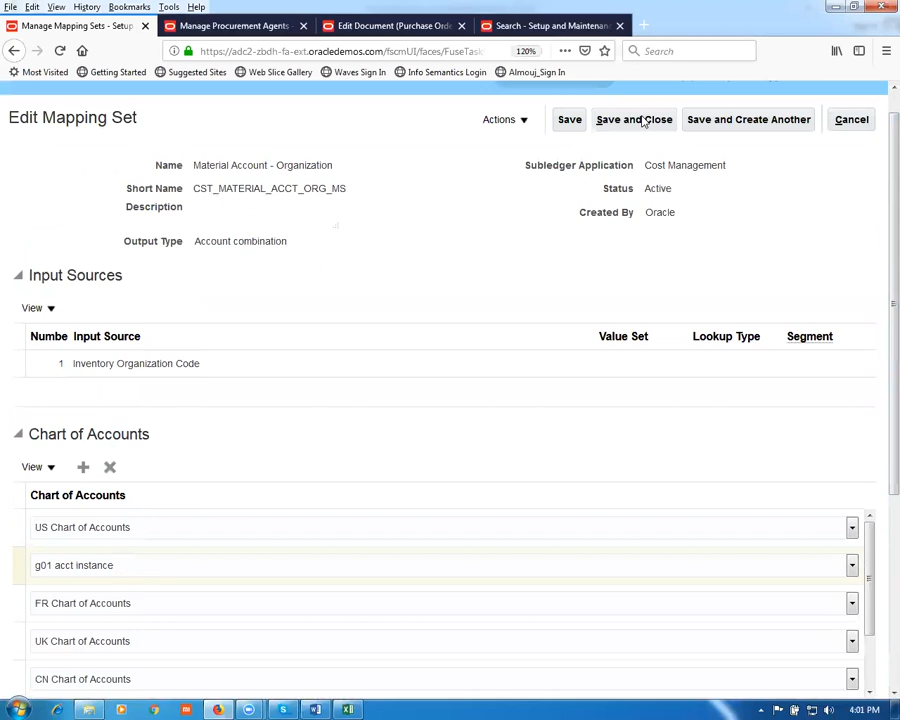 File Edit View History Bookmarks Tools Help
Manage Mapping Sets - Setup
Manage Procurement Agents -
Edit Document (Purchase Orde
Search - Setup and Maintenanc
https://adc2-zbdh-fa-ext.oracledemos.com/fscmUI/faces/FuseTask
120%
Search
Most Visited Getting Started Suggested Sites Web Slice Gallery Waves Sign In Info Semantics Login Almouj_Sign In
Edit Mapping Set
Actions Save Save and Close Save and Create Another Cancel
Name Material Account - Organization Subledger Application Cost Management
Short Name CST_MATERIAL_ACCT_ORG_MS Status Active
Description Created By Oracle
Output Type Account combination
Input Sources
View
Numbe Input Source Value Set Lookup Type Segment
1 Inventory Organization Code
Chart of Accounts
View
Chart of Accounts
US Chart of Accounts
g01 acct instance
FR Chart of Accounts
UK Chart of Accounts
CN Chart of Accounts
4:01 PM